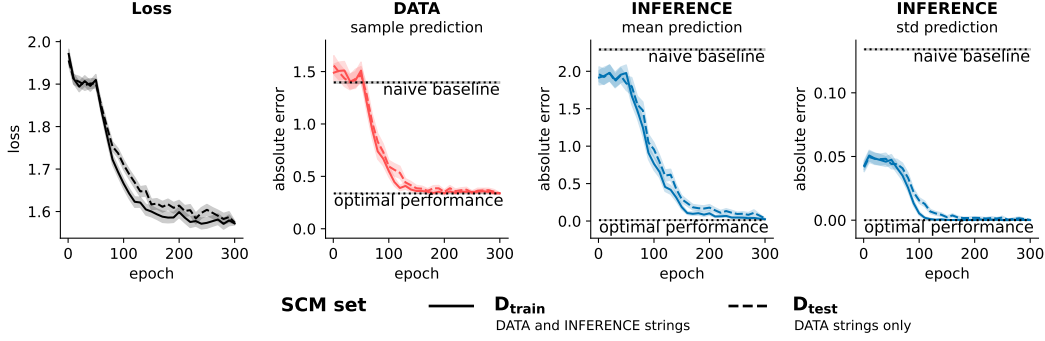 Loss
DATA
sample prediction
INFERENCE
mean prediction
INFERENCE
std prediction
2.0
1.9
1.8
1.7
1.6
loss
0
100
200
300
epoch
1.5
1.0
0.5
0.0
absolute error
naive baseline
optimal performance
0
100
200
300
epoch
2.0
1.5
1.0
0.5
0.0
absolute error
naive baseline
optimal performance
0
100
200
300
epoch
0.10
0.05
0.00
absolute error
naive baseline
optimal performance
0
100
200
300
epoch
SCM set
D_train
DATA and INFERENCE strings
D_test
DATA strings only